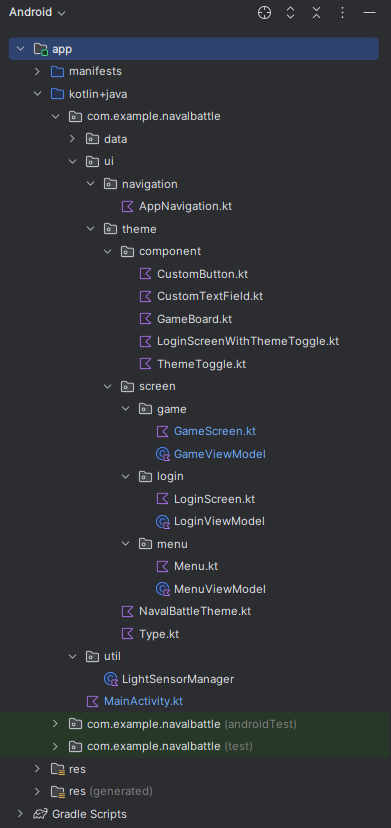 Android
app
manifests
kotlin+java
com.example.navalbattle
data
ui
navigation
AppNavigation.kt
theme
component
CustomButton.kt
CustomTextField.kt
GameBoard.kt
LoginScreenWithThemeToggle.kt
ThemeToggle.kt
screen
game
GameScreen.kt
GameViewModel
login
LoginScreen.kt
LoginViewModel
menu
Menu.kt
MenuViewModel
NavalBattleTheme.kt
Type.kt
util
LightSensorManager
MainActivity.kt
com.example.navalbattle (androidTest)
com.example.navalbattle (test)
res
res (generated)
Gradle Scripts